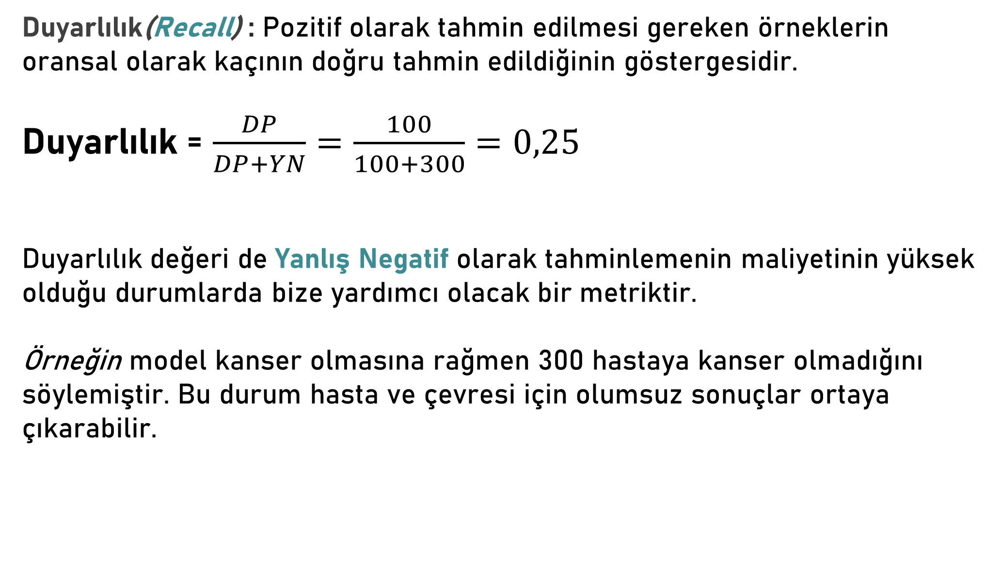 Duyarlılık(Recall) : Pozitif olarak tahmin edilmesi gereken örneklerin
oransal olarak kaçının doğru tahmin edildiğinin göstergesidir.
Duyarlılık = DP/DP+YN = 100/100+300 = 0,25
Duyarlılık değeri de Yanlış Negatif olarak tahminlemenin maliyetinin yüksek
olduğu durumlarda bize yardımcı olacak bir metriktir.
Örneğin model kanser olmasına rağmen 300 hastaya kanser olmadığını
söylemiştir. Bu durum hasta ve çevresi için olumsuz sonuçlar ortaya
çıkarabilir.